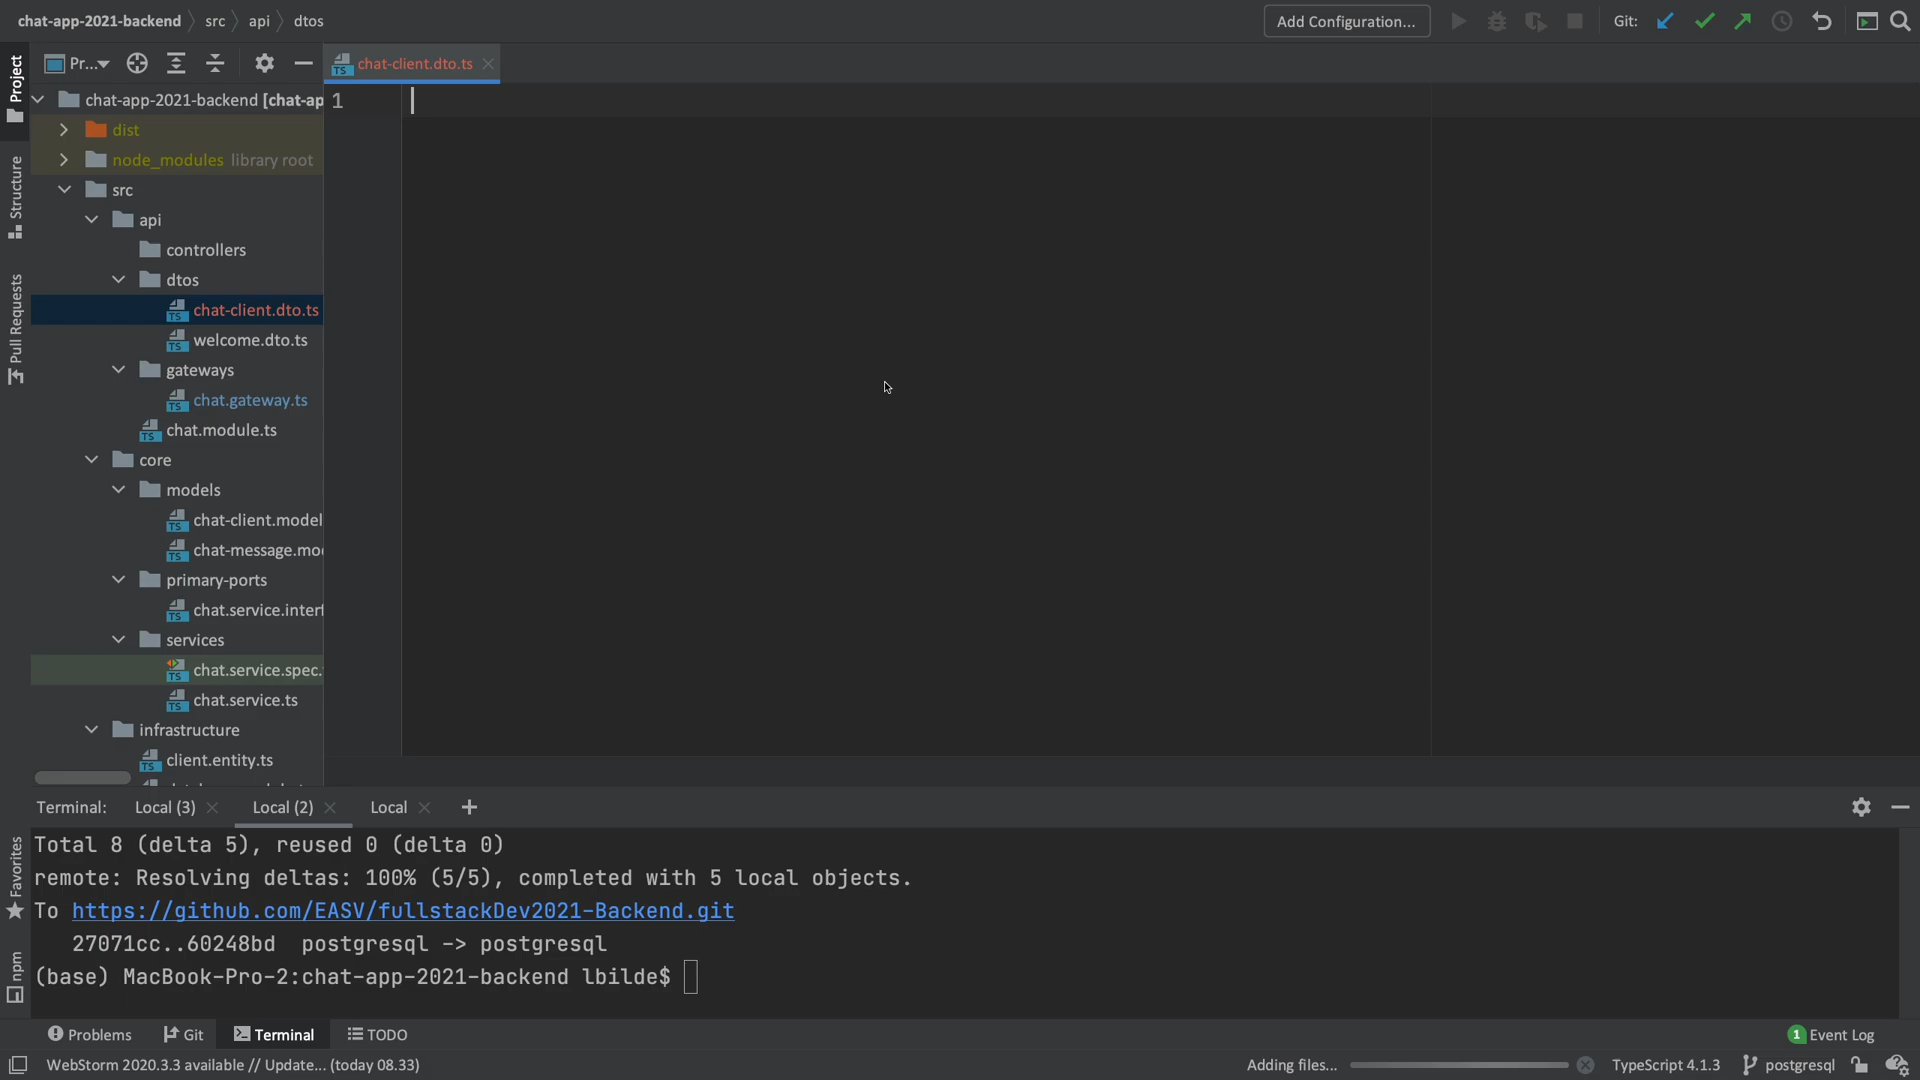 chat-app-2021-backend src api dtos Add Configuration... Git:
Pr... chat-client.dto.ts
Project
Structure
Pull Requests
Favorites
npm
chat-app-2021-backend [chat-ap
dist
node_modules library root
src
api
controllers
dtos
chat-client.dto.ts
welcome.dto.ts
gateways
chat.gateway.ts
chat.module.ts
core
models
chat-client.model
chat-message.mo
primary-ports
chat.service.interf
services
chat.service.spec.
chat.service.ts
infrastructure
client.entity.ts
1
Terminal: Local (3) Local (2) Local
Total 8 (delta 5), reused 0 (delta 0)
remote: Resolving deltas: 100% (5/5), completed with 5 local objects.
To https://github.com/EASV/fullstackDev2021-Backend.git
27071cc..60248bd postgresql -> postgresql
(base) MacBook-Pro-2:chat-app-2021-backend lbilde$
Problems Git Terminal TODO 1 Event Log
WebStorm 2020.3.3 available // Update... (today 08.33) Adding files... TypeScript 4.1.3 postgresql